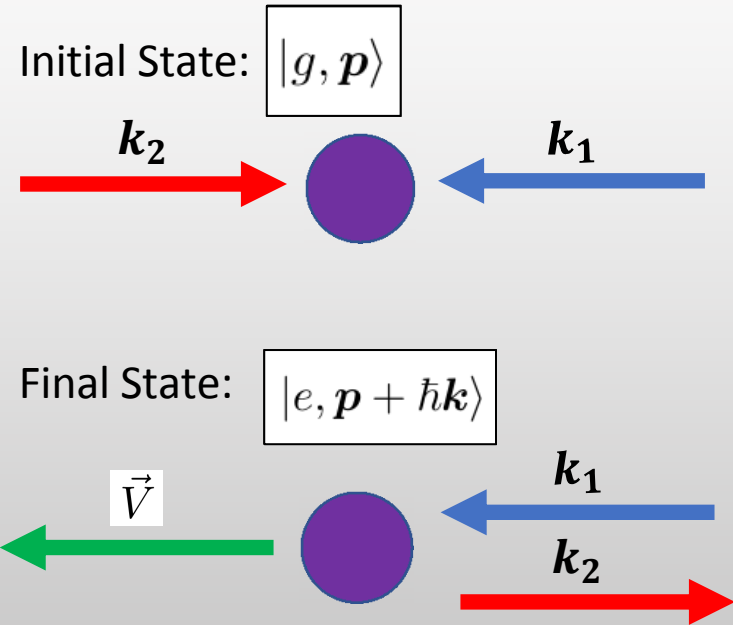 Initial State: |g, p⟩
k₂ k₁
Final State: |e, p + ħk⟩
V⃗ k₁
k₂